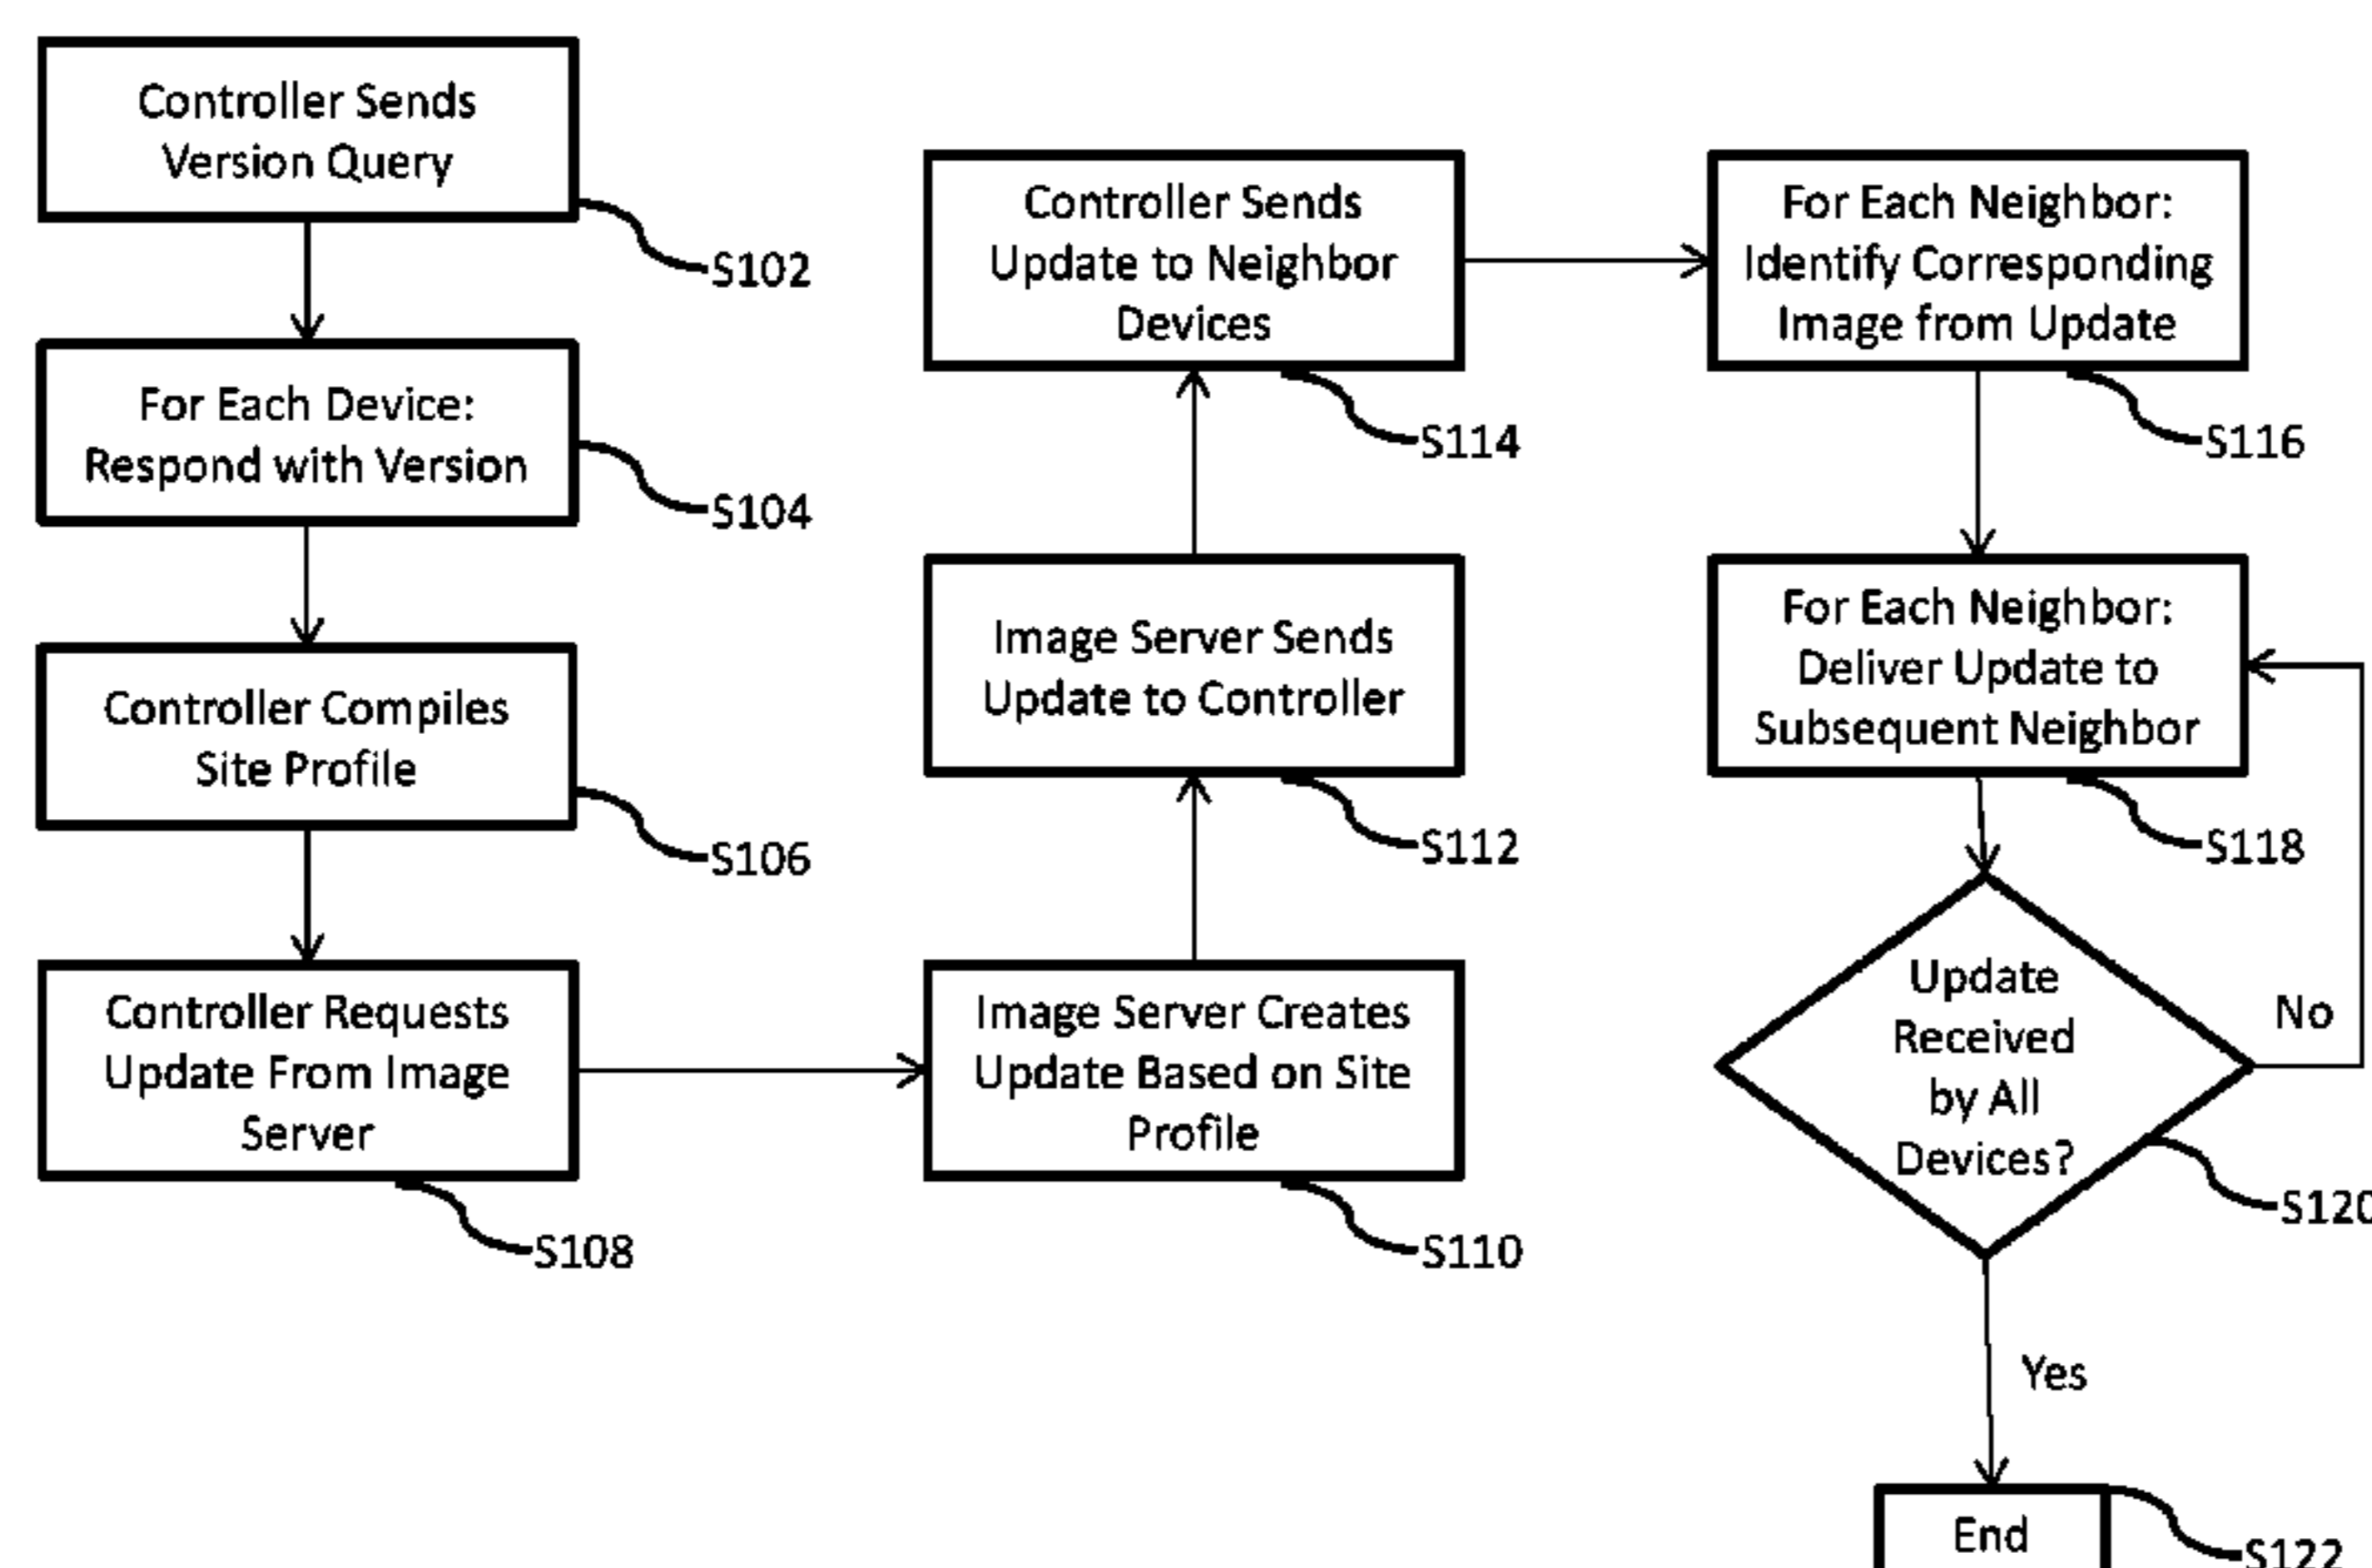 Controller Sends
Version Query
S102
For Each Device:
Respond with Version
S104
Controller Compiles
Site Profile
S106
Controller Requests
Update From Image
Server
S108
Image Server Creates
Update Based on Site
Profile
S110
Image Server Sends
Update to Controller
S112
Controller Sends
Update to Neighbor
Devices
S114
For Each Neighbor:
Identify Corresponding
Image from Update
S116
For Each Neighbor:
Deliver Update to
Subsequent Neighbor
S118
Update
Received
by All
Devices?
No
S120
Yes
End
S122